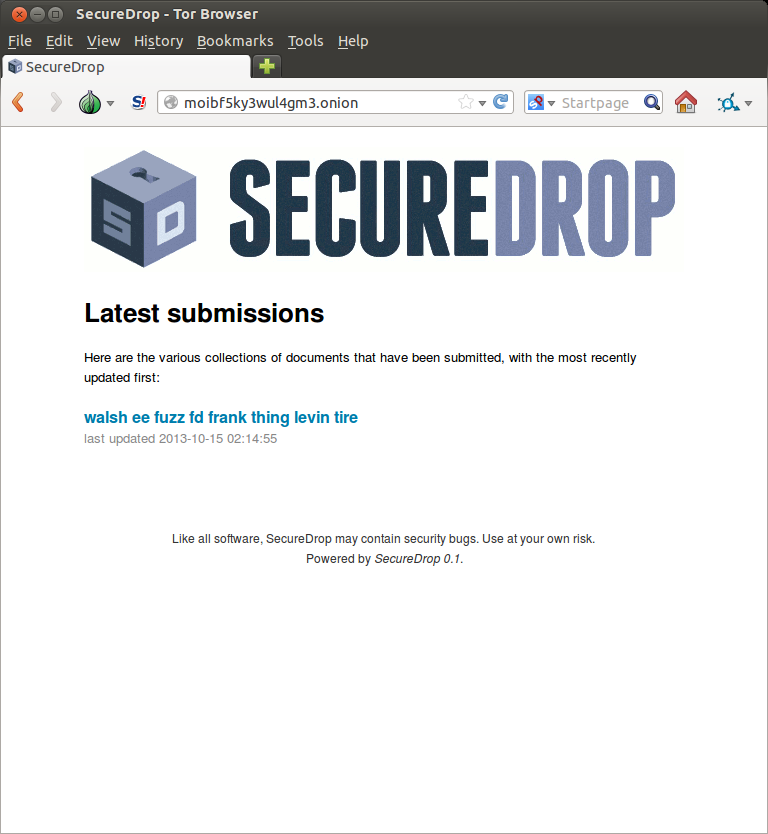 SecureDrop - Tor Browser
File Edit View History Bookmarks Tools Help
SecureDrop
S! moibf5ky3wul4gm3.onion Startpage
S D SECUREDROP
Latest submissions
Here are the various collections of documents that have been submitted, with the most recently
updated first:
walsh ee fuzz fd frank thing levin tire
last updated 2013-10-15 02:14:55
Like all software, SecureDrop may contain security bugs. Use at your own risk.
Powered by SecureDrop 0.1.